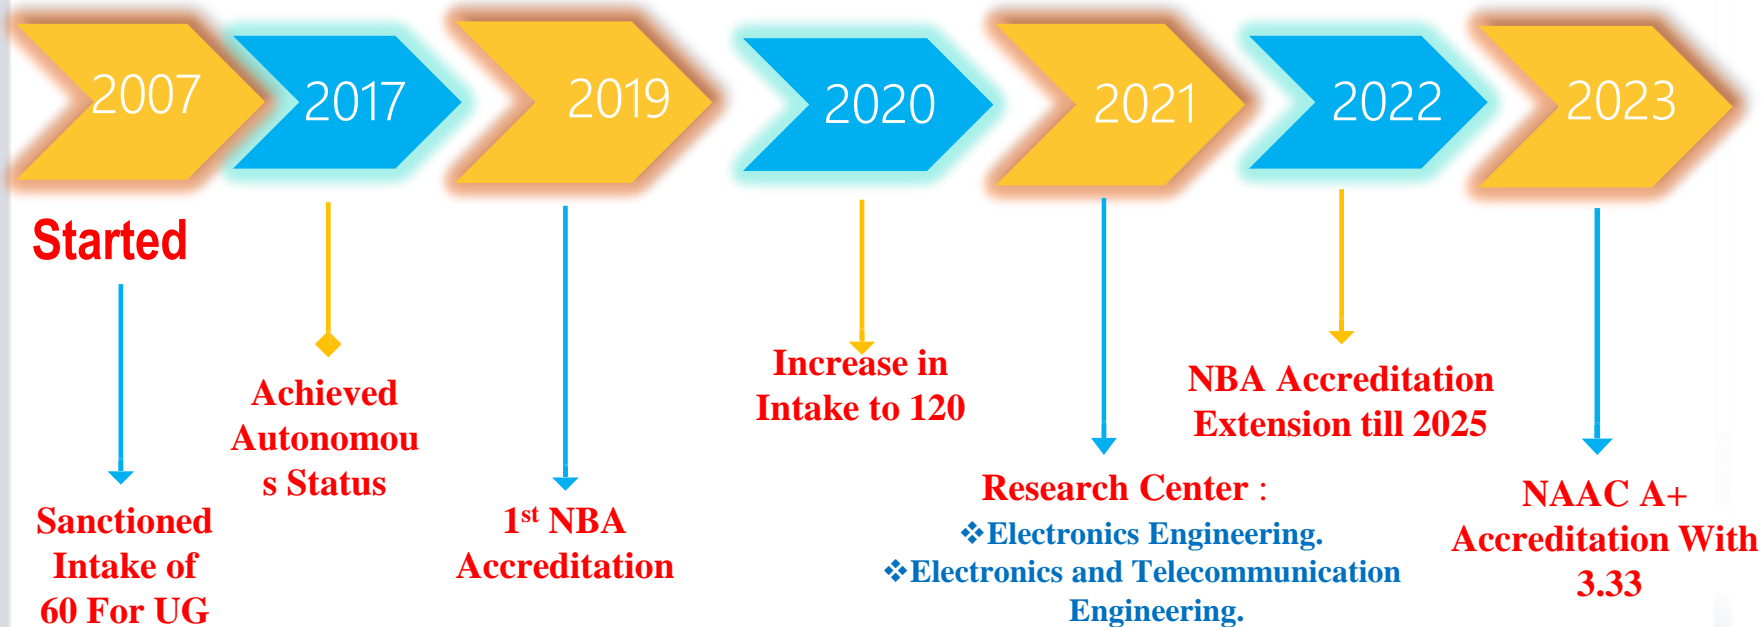 2007
2017
2019
2020
2021
2022
2023
Started
Sanctioned
Intake of
60 For UG
Achieved
Autonomou
s Status
1st NBA
Accreditation
Increase in
Intake to 120
Research Center :
❖Electronics Engineering.
❖Electronics and Telecommunication
Engineering.
NBA Accreditation
Extension till 2025
NAAC A+
Accreditation With
3.33